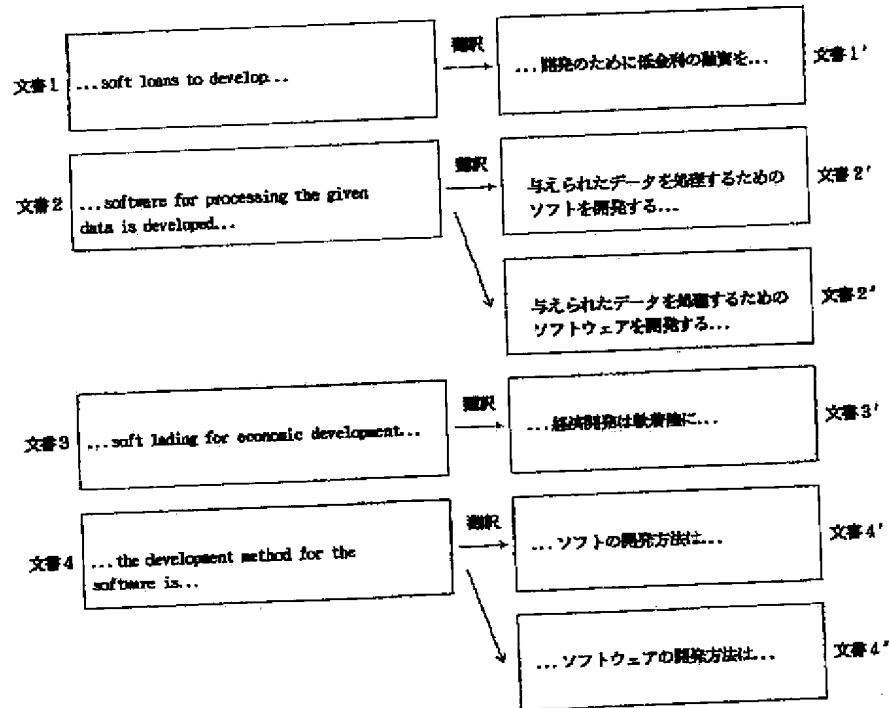 翻訳
文書1
...soft loans to develop...
...開発のために低金利の融資を...
文書1'
翻訳
文書2
...software for processing the given
data is developed...
与えられたデータを処理するための
ソフトを開発する...
文書2'
与えられたデータを処理するための
ソフトウェアを開発する...
文書2"
翻訳
文書3
...soft lading for economic development...
...経済開発は軟着陸に...
文書3'
翻訳
文書4
...the development method for the
software is...
...ソフトの開発方法は...
文書4'
...ソフトウェアの開発方法は...
文書4"